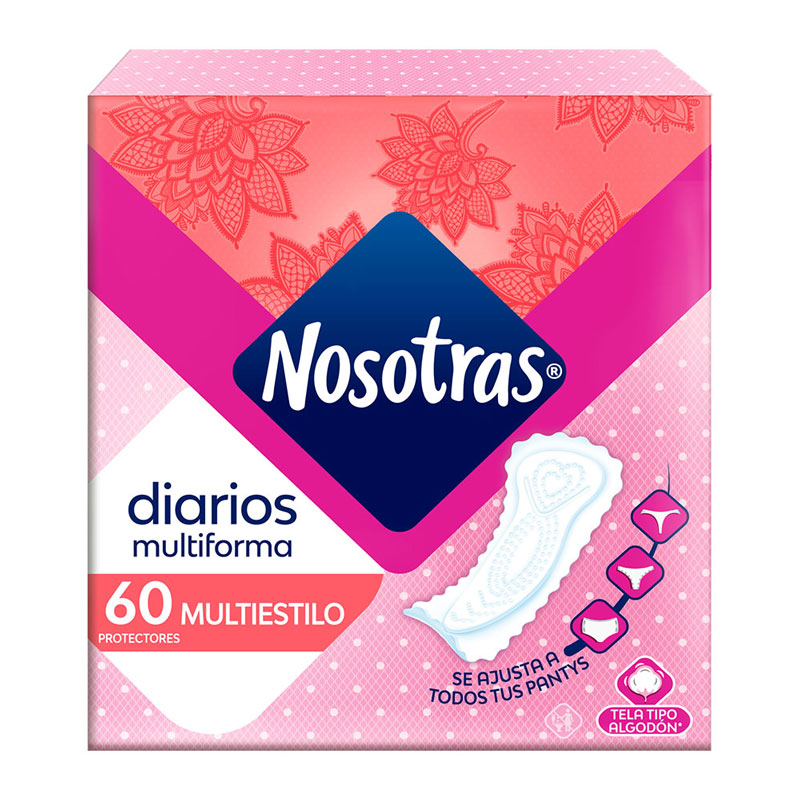 Nosotras®
diarios
multiforma
60 MULTIESTILO
PROTECTORES
SE AJUSTA A
TODOS TUS PANTYS
TELA TIPO
ALGODÓN*